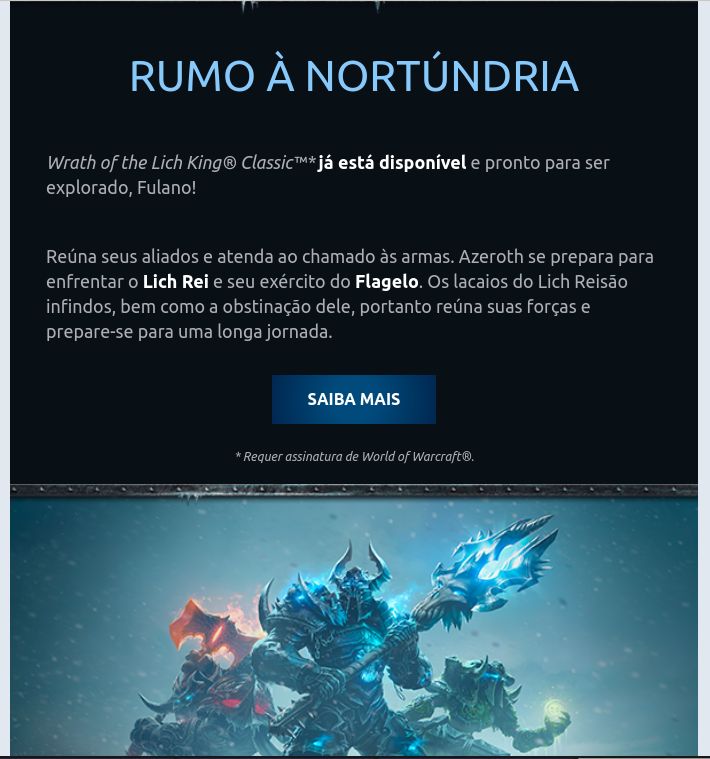 RUMO À NORTÚNDRIA
Wrath of the Lich King® Classic™* já está disponível e pronto para ser
explorado, Fulano!
Reúna seus aliados e atenda ao chamado às armas. Azeroth se prepara para
enfrentar o Lich Rei e seu exército do Flagelo. Os lacaios do Lich Reisão
infindos, bem como a obstinação dele, portanto reúna suas forças e
prepare-se para uma longa jornada.
SAIBA MAIS
* Requer assinatura de World of Warcraft®.